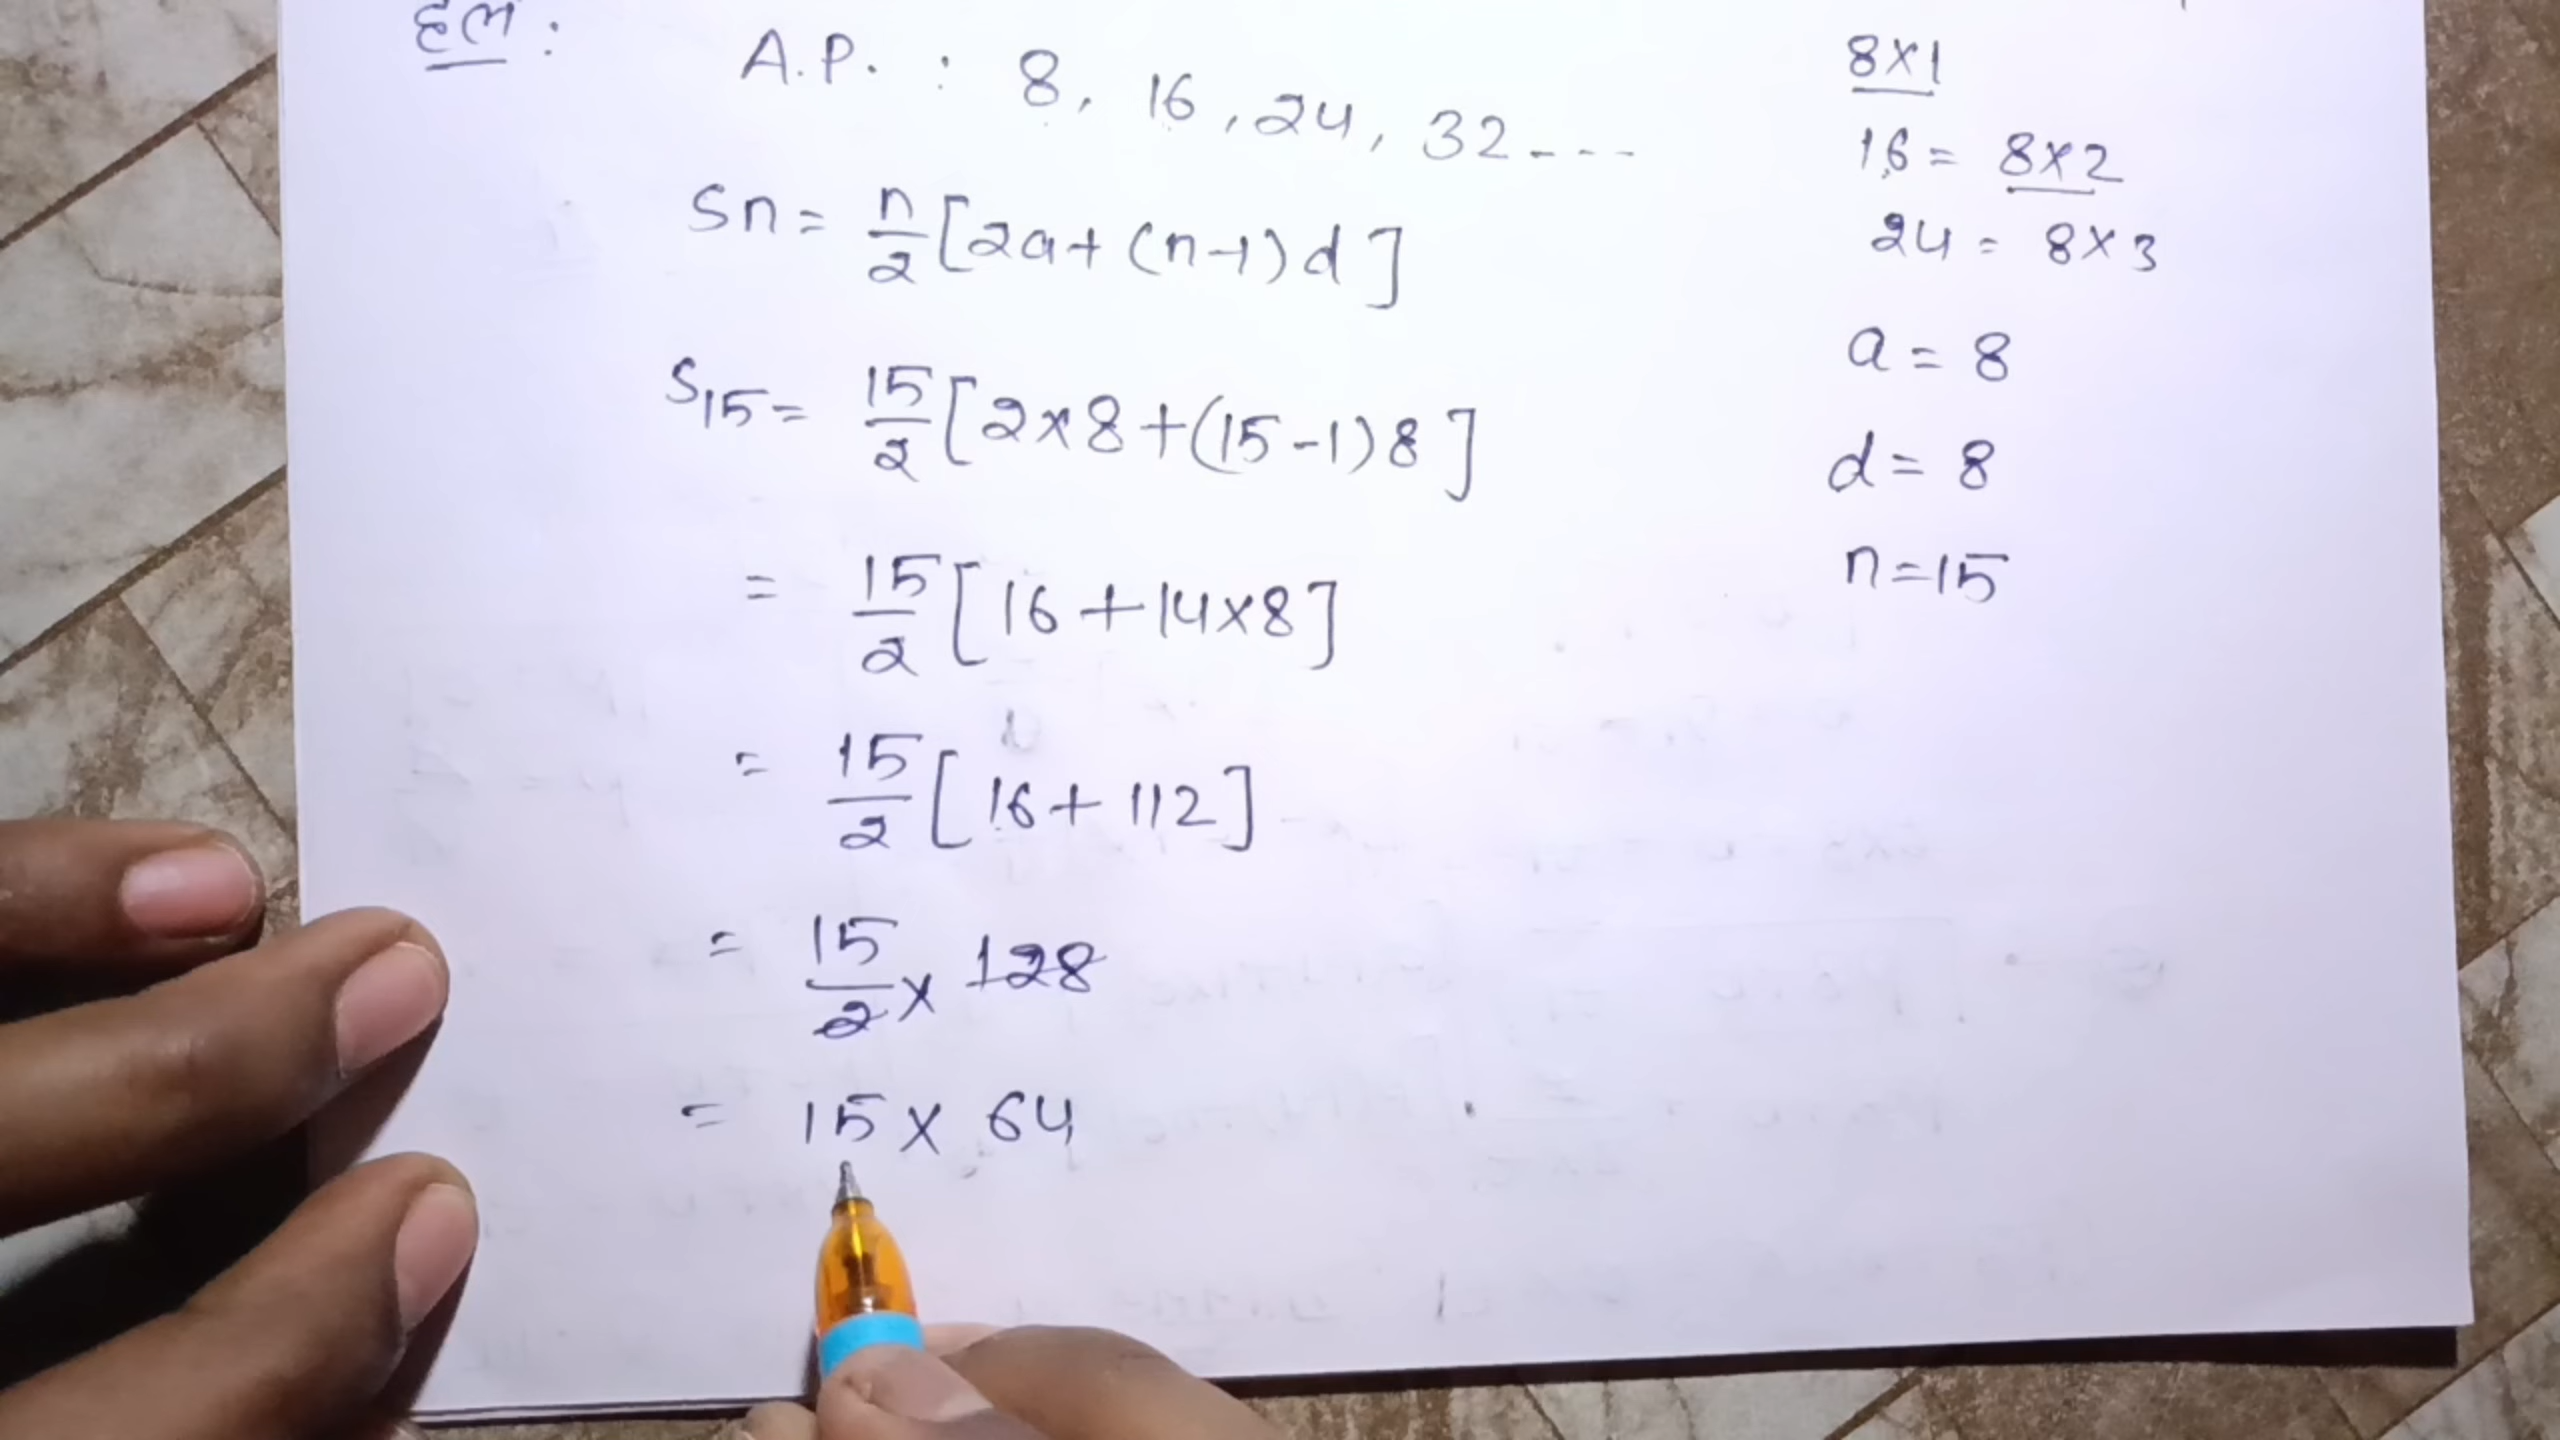 हल :
A.P. : 8, 16, 24, 32 ----
Sn = n/2 [2a + (n-1) d]
S15 = 15/2 [2×8 + (15-1) 8]
= 15/2 [16 + 14×8]
= 15/2 [16 + 112]
= 15/2 × 128
= 15 × 64
8×1
16 = 8×2
24 = 8×3
a = 8
d = 8
n = 15